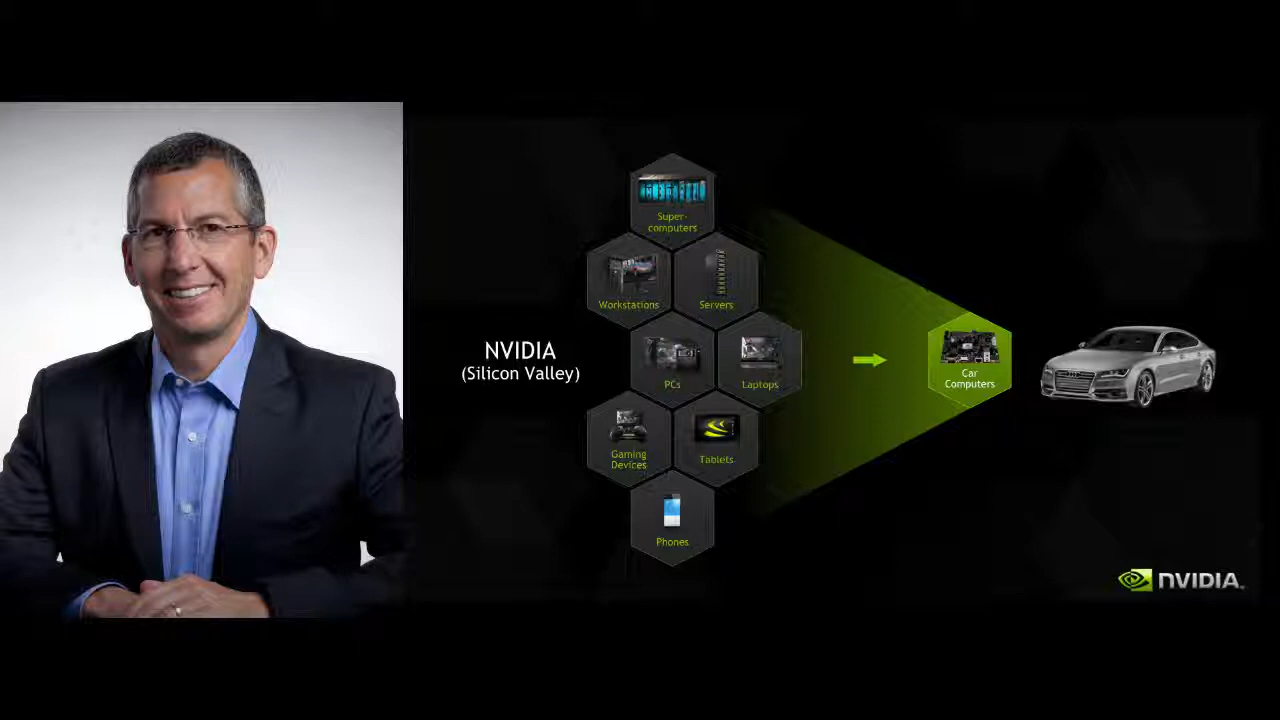 Super-
computers
Workstations
Servers
NVIDIA
(Silicon Valley)
PCs
Laptops
Car
Computers
Gaming
Devices
Tablets
Phones
NVIDIA